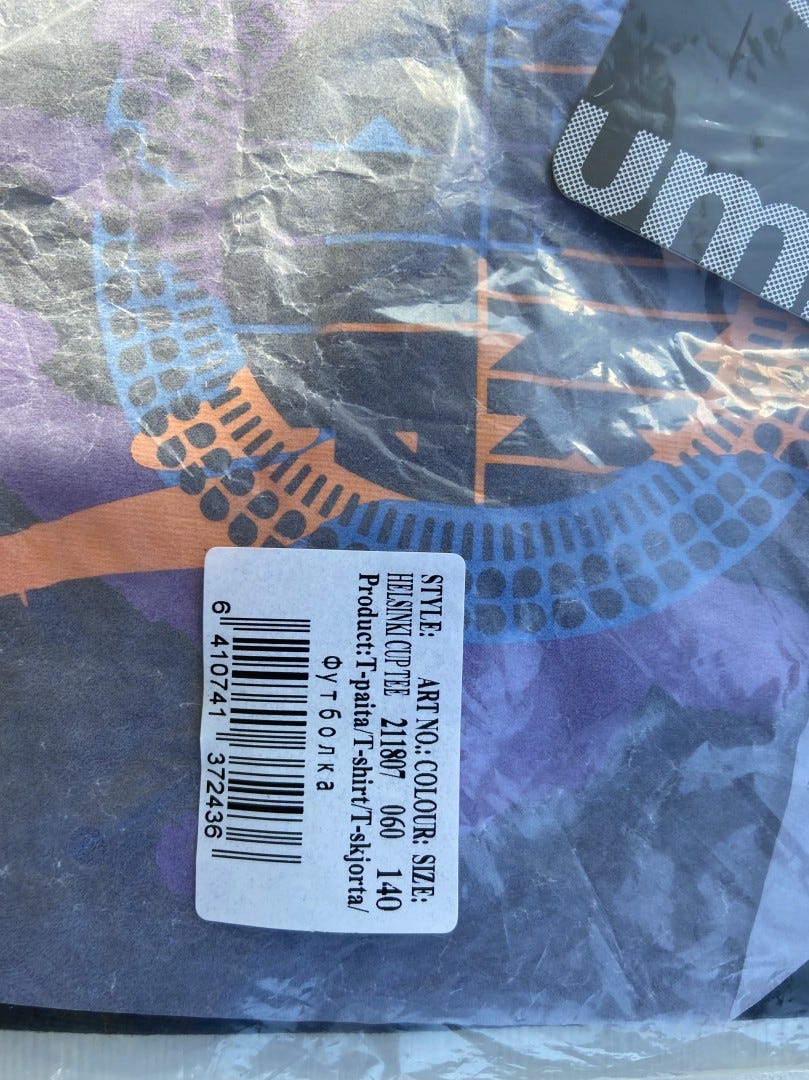 um
STYLE: ART NO.: COLOUR: SIZE:
HELSINKI CUP TEE 211807 060 140
Product:T-paita/T-shirt/T-skjorta/
футболка
6 410741 372436